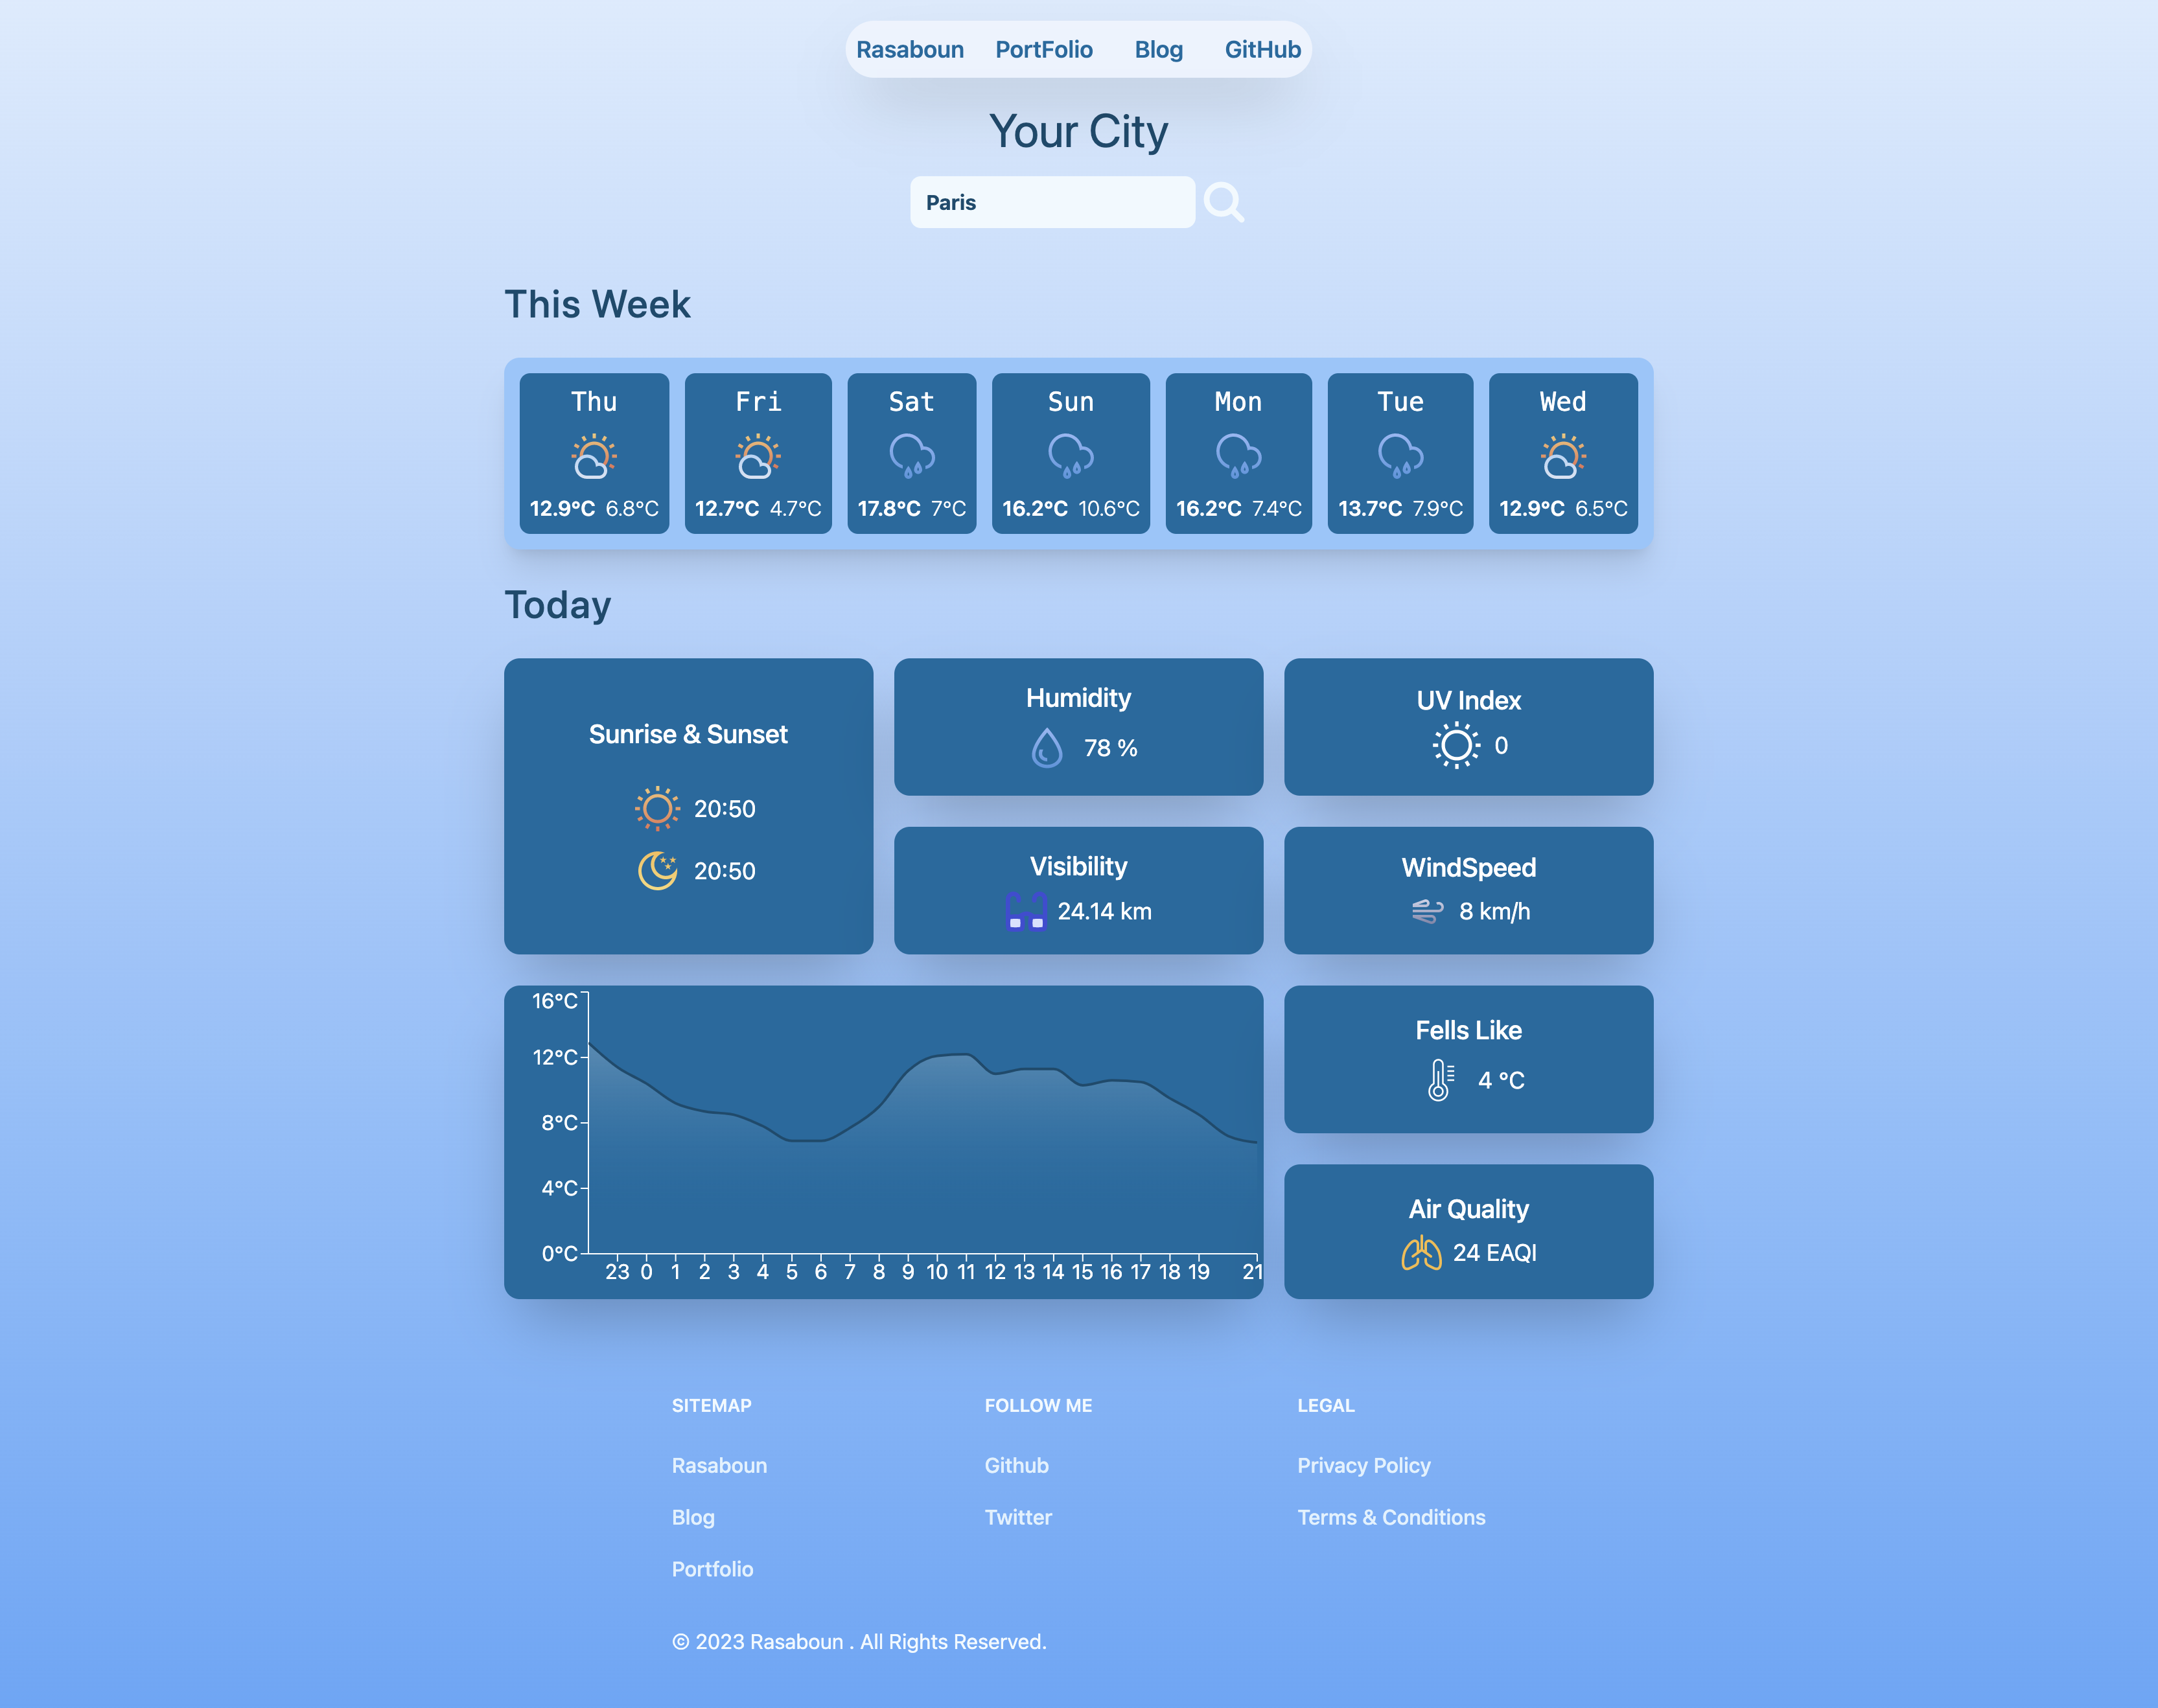 Rasaboun PortFolio Blog GitHub
Your City
Paris
This Week
Thu Fri Sat Sun Mon Tue Wed
12.9°C 6.8°C 12.7°C 4.7°C 17.8°C 7°C 16.2°C 10.6°C 16.2°C 7.4°C 13.7°C 7.9°C 12.9°C 6.5°C
Today
Sunrise & Sunset
20:50
20:50
Humidity
78 %
UV Index
0
Visibility
24.14 km
WindSpeed
8 km/h
16°C
12°C
8°C
4°C
0°C
23 0 1 2 3 4 5 6 7 8 9 10 11 12 13 14 15 16 17 18 19 21
Fells Like
4 °C
Air Quality
24 EAQI
SITEMAP
Rasaboun
Blog
Portfolio
FOLLOW ME
Github
Twitter
LEGAL
Privacy Policy
Terms & Conditions
© 2023 Rasaboun . All Rights Reserved.